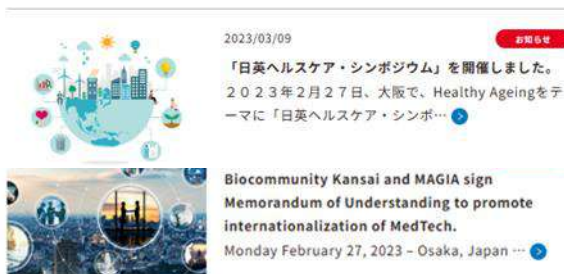 2023/03/09
お知らせ
「日英ヘルスケア・シンポジウム」を開催しました。
２０２３年２月２７日、大阪で、Healthy Ageingをテ
ーマに「日英ヘルスケア・シンポ…
Biocommunity Kansai and MAGIA sign
Memorandum of Understanding to promote
internationalization of MedTech.
Monday February 27, 2023 – Osaka, Japan …